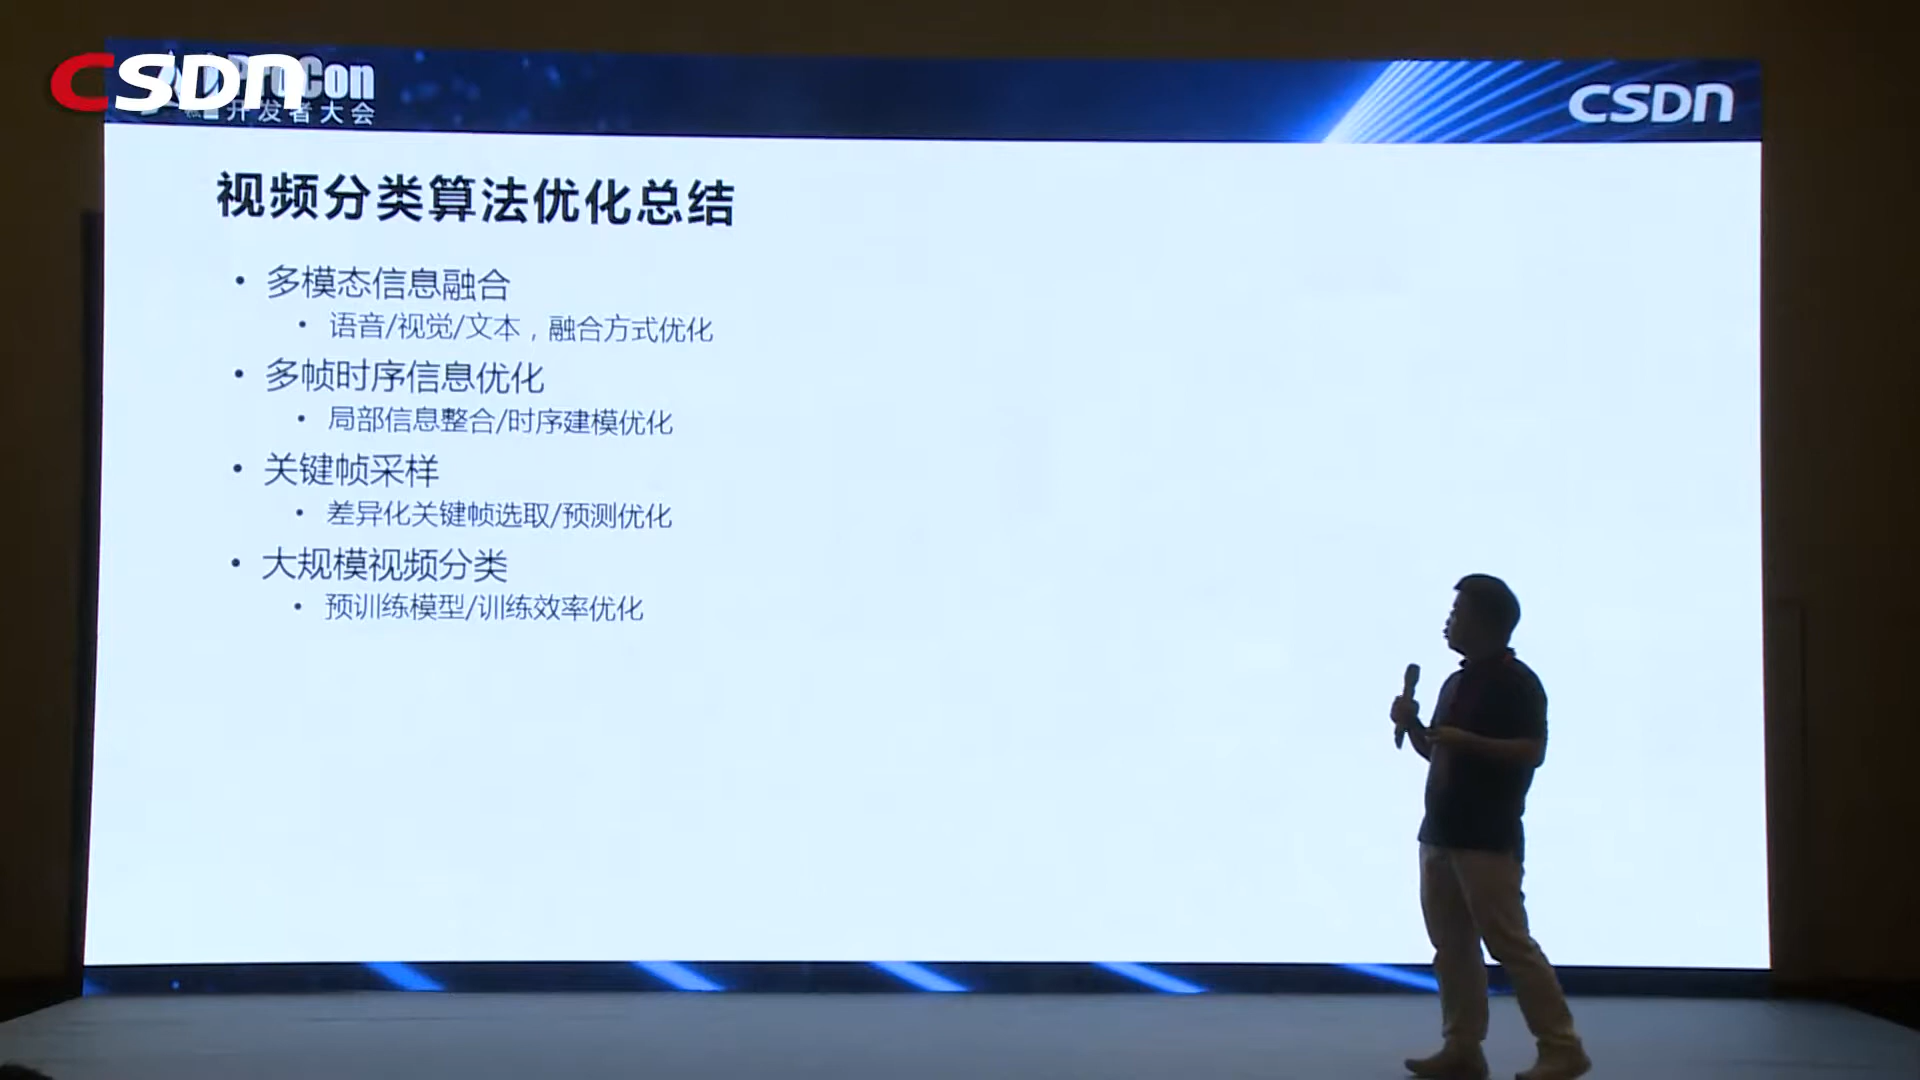 CSDN
ProCon
开发者大会
CSDN
视频分类算法优化总结
• 多模态信息融合
• 语音/视觉/文本，融合方式优化
• 多帧时序信息优化
• 局部信息整合/时序建模优化
• 关键帧采样
• 差异化关键帧选取/预测优化
• 大规模视频分类
• 预训练模型/训练效率优化